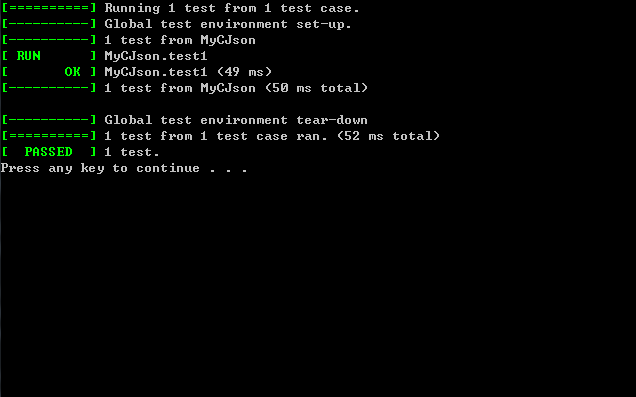 [==========] Running 1 test from 1 test case.
[----------] Global test environment set-up.
[----------] 1 test from MyCJson
[ RUN      ] MyCJson.test1
[       OK ] MyCJson.test1 (49 ms)
[----------] 1 test from MyCJson (50 ms total)
[----------] Global test environment tear-down
[==========] 1 test from 1 test case ran. (52 ms total)
[  PASSED  ] 1 test.
Press any key to continue . . .